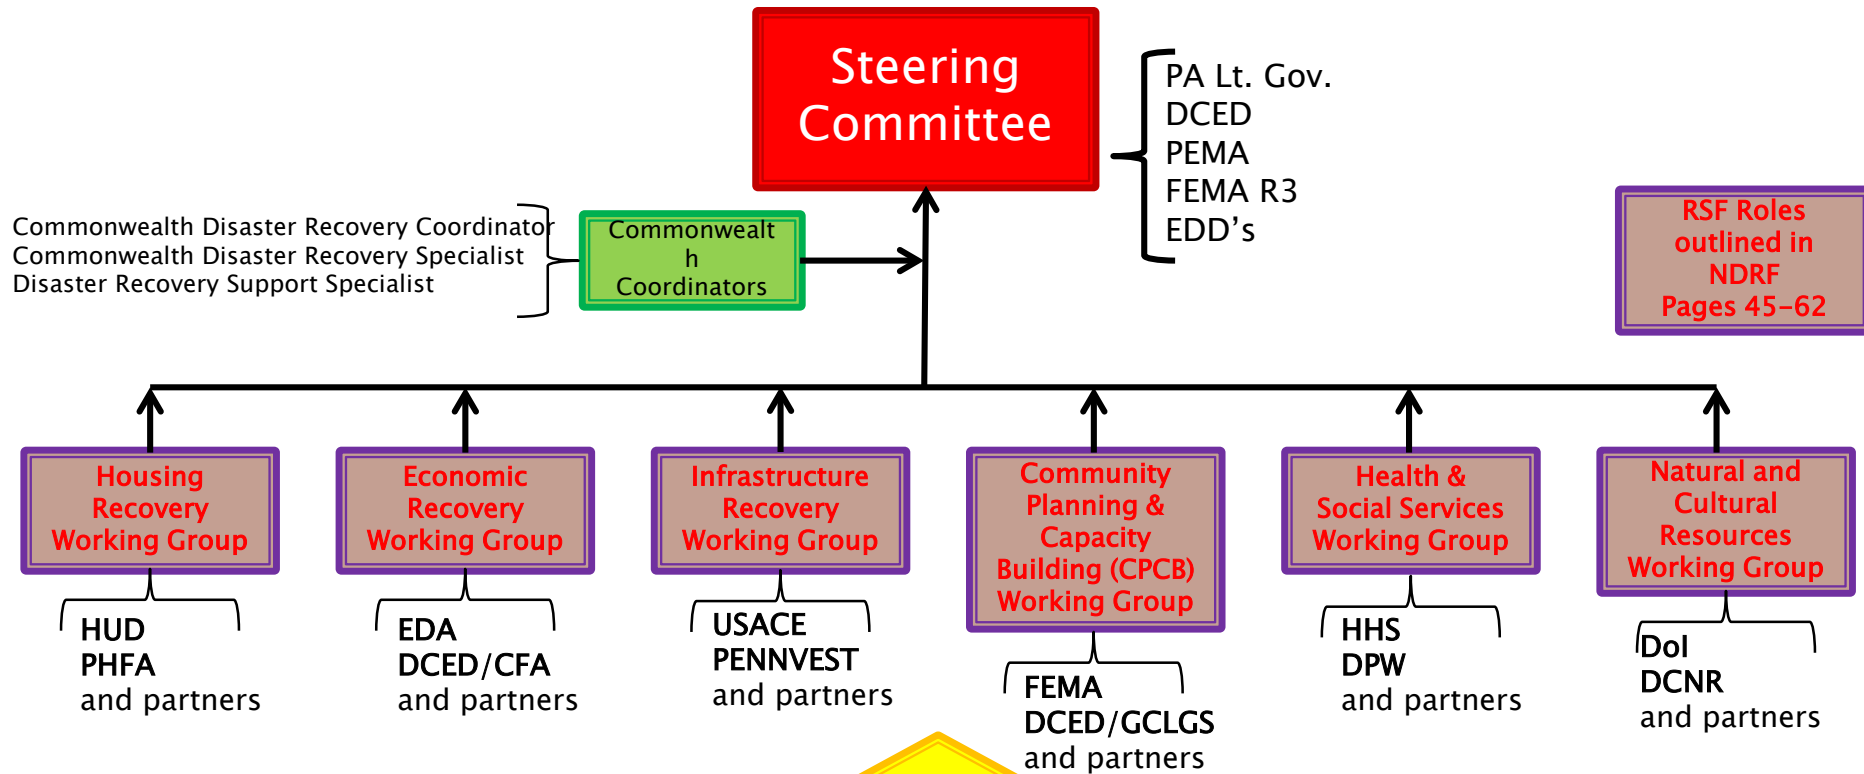 Steering
Committee
PA Lt. Gov.
DCED
PEMA
FEMA R3
EDD's
Commonwealth Disaster Recovery Coordinator
Commonwealth Disaster Recovery Specialist
Disaster Recovery Support Specialist
Commonwealt
h
Coordinators
RSF Roles
outlined in
NDRF
Pages 45-62
Housing
Recovery
Working Group
HUD
PHFA
and partners
Economic
Recovery
Working Group
EDA
DCED/CFA
and partners
Infrastructure
Recovery
Working Group
USACE
PENNVEST
and partners
Community
Planning &
Capacity
Building (CPCB)
Working Group
FEMA
DCED/GCLGS
and partners
Health &
Social Services
Working Group
HHS
DPW
and partners
Natural and
Cultural
Resources
Working Group
DoI
DCNR
and partners